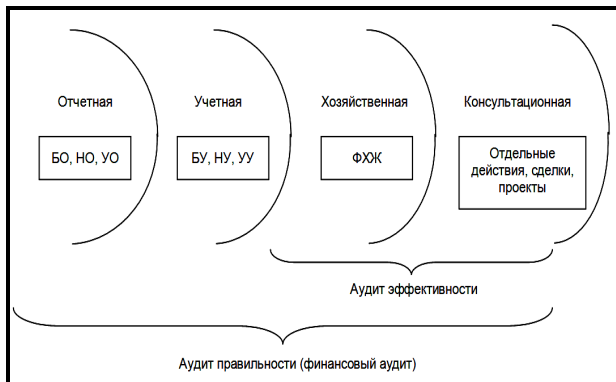 Отчетная
Учетная
Хозяйственная
Консультационная
БО, НО, УО
БУ, НУ, УУ
ФХЖ
Отдельные
действия, сделки,
проекты
Аудит эффективности
Аудит правильности (финансовый аудит)